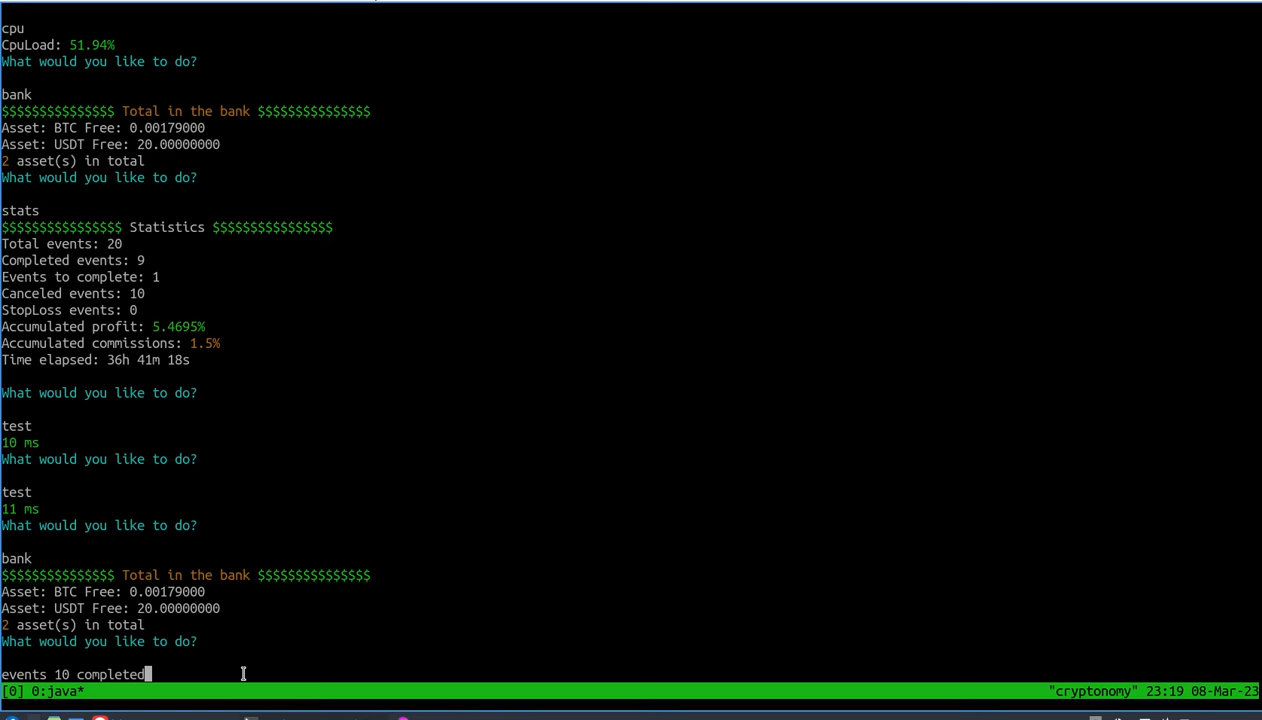 cpu
CpuLoad: 51.94%
What would you like to do?
bank
$$$$$$$$$$$$$$$ Total in the bank $$$$$$$$$$$$$$$
Asset: BTC Free: 0.00179000
Asset: USDT Free: 20.00000000
2 asset(s) in total
What would you like to do?
stats
$$$$$$$$$$$$$$$$ Statistics $$$$$$$$$$$$$$$$
Total events: 20
Completed events: 9
Events to complete: 1
Canceled events: 10
StopLoss events: 0
Accumulated profit: 5.4695%
Accumulated commissions: 1.5%
Time elapsed: 36h 41m 18s
What would you like to do?
test
10 ms
What would you like to do?
test
11 ms
What would you like to do?
bank
$$$$$$$$$$$$$$$ Total in the bank $$$$$$$$$$$$$$$
Asset: BTC Free: 0.00179000
Asset: USDT Free: 20.00000000
2 asset(s) in total
What would you like to do?
events 10 completed
[0] 0:java* "cryptonomy" 23:19 08-Mar-23